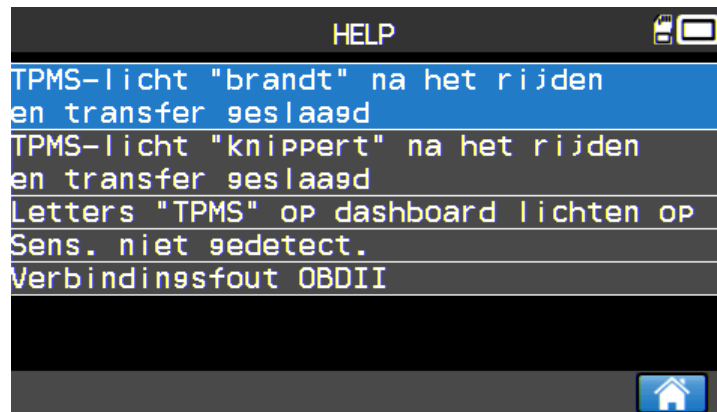 HELP
TPMS-licht "brandt" na het rijden
en transfer geslaagd
TPMS-licht "knippert" na het rijden
en transfer geslaagd
Letters "TPMS" op dashboard lichten op
Sens. niet gedetect.
Verbindingsfout OBDII